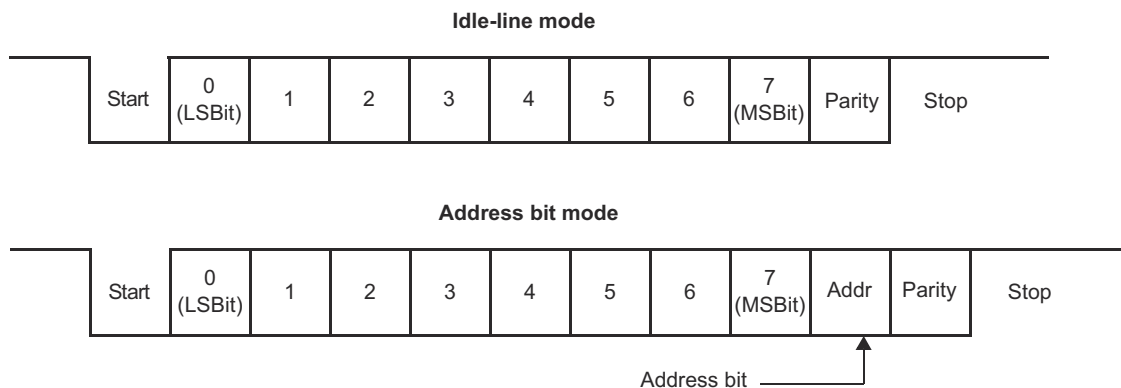 Idle-line mode
Start 0 (LSBit) 1 2 3 4 5 6 7 (MSBit) Parity Stop
Address bit mode
Start 0 (LSBit) 1 2 3 4 5 6 7 (MSBit) Addr Parity Stop
Address bit